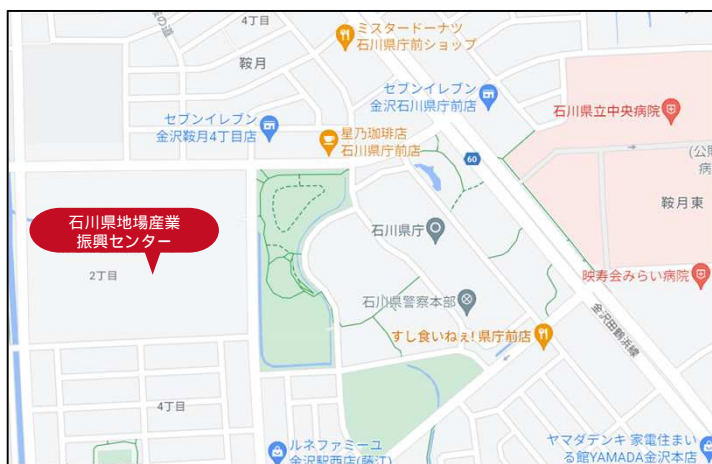 4丁目
の道
ミスタードーナツ
石川県庁前ショップ
鞍月
セブンイレブン
金沢石川県庁前店
石川県立中央病院
セブンイレブン
金沢鞍月4丁目店
星乃珈琲店
石川県庁前店
60
(公財
病
鞍月東
石川県地場産業
振興センター
石川県庁
2丁目
映寿会みらい病院
石川県警察本部
金沢田鶴浜線
すし食いねぇ! 県庁前店
4丁目
ルネファミーユ
金沢駅西店(藤江)
ヤマダデンキ 家電住まい
る館YAMADA金沢本店